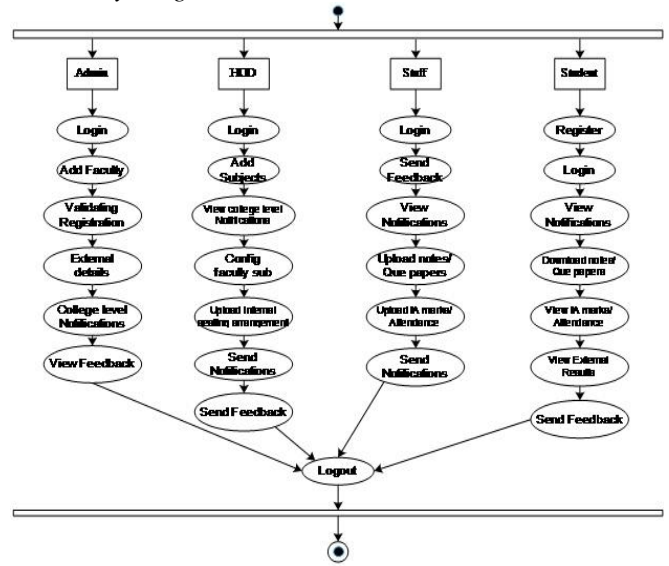 Admin
HOD
Staff
Student
Login
Login
Login
Register
Add Faculty
Add
Subjects
Send
Feedback
Login
Validating
Registration
View college level
Notifications
View
Notifications
View
Notifications
External
details
Config
faculty sub
Upload notes/
Que papers
Download notes/
Que papers
College level
Notifications
Upload Internal
seating arrangement
Upload IA marks/
Attendance
View IA marks/
Attendance
View Feedback
Send
Notifications
Send
Notifications
View External
Results
Send Feedback
Send Feedback
Logout